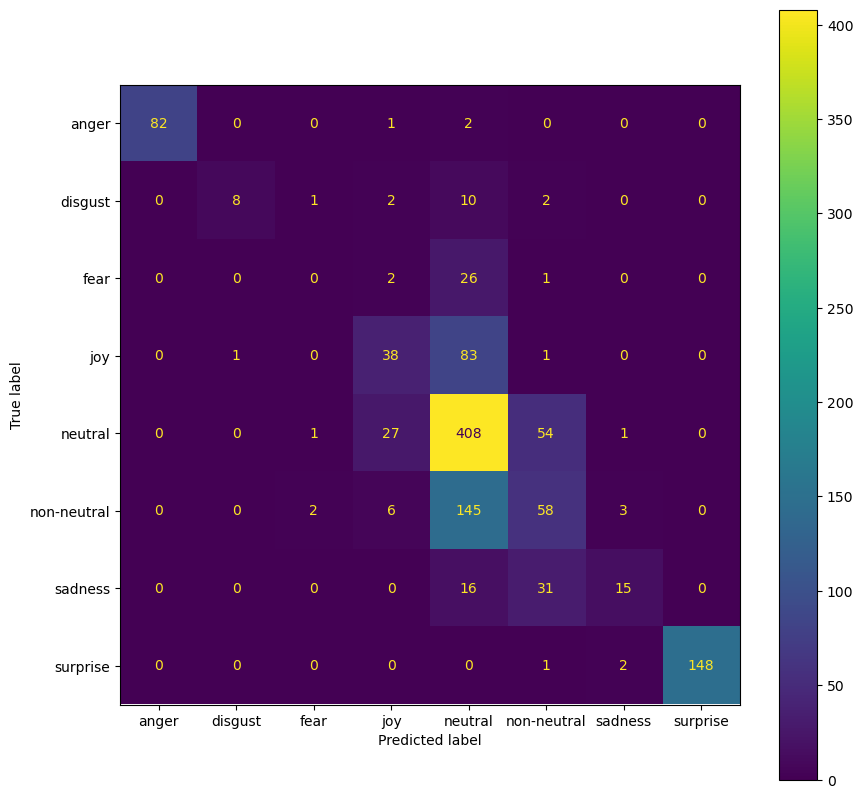 anger 82 0 0 1 2 0 0 0
disgust 0 8 1 2 10 2 0 0
fear 0 0 0 2 26 1 0 0
joy 0 1 0 38 83 1 0 0
neutral 0 0 1 27 408 54 1 0
non-neutral 0 0 2 6 145 58 3 0
sadness 0 0 0 0 16 31 15 0
surprise 0 0 0 0 0 1 2 148
anger disgust fear joy neutral non-neutral sadness surprise
Predicted label
True label
400
350
300
250
200
150
100
50
0